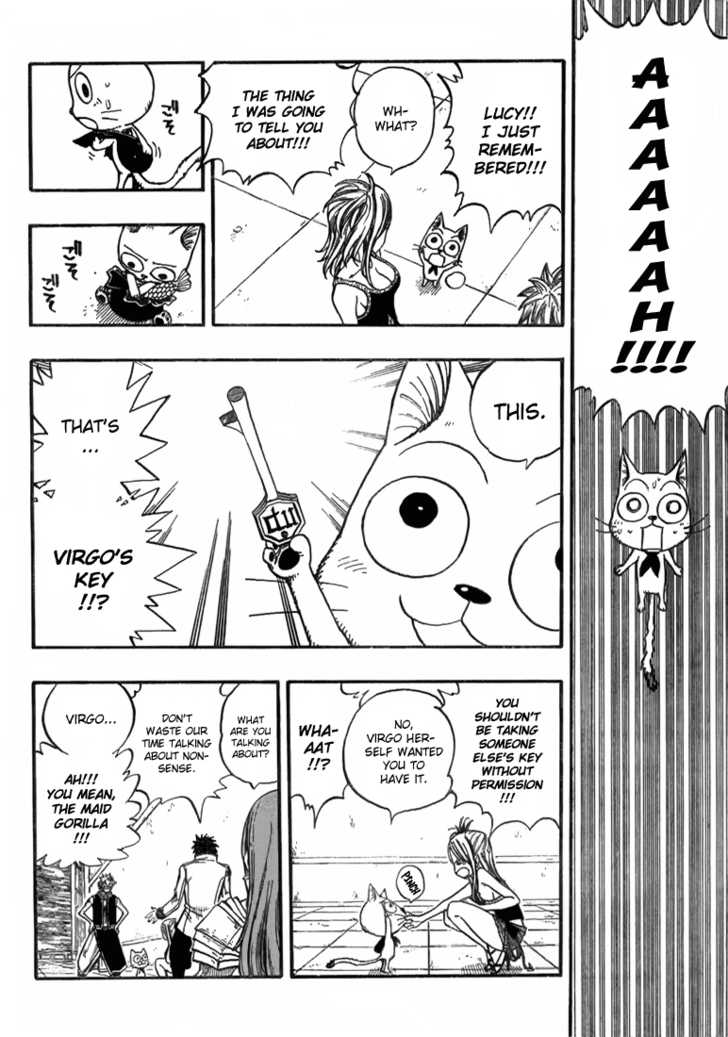 A
A
A
A
A
A
H
!!!!
LUCY!!
I JUST
REMEM-
BERED!!!
WH-
WHAT?
THE THING
I WAS GOING
TO TELL YOU
ABOUT!!!
THIS.
THAT'S
...
VIRGO'S
KEY
!!?
YOU
SHOULDN'T
BE TAKING
SOMEONE
ELSE'S KEY
WITHOUT
PERMISSION
!!!
NO,
VIRGO HER-
SELF WANTED
YOU TO
HAVE IT.
WHA-
AAT
!!?
PINCH
WHAT
ARE YOU
TALKING
ABOUT?
DON'T
WASTE OUR
TIME TALKING
ABOUT NON-
SENSE.
VIRGO...
AH!!!
YOU MEAN,
THE MAID
GORILLA
!!!